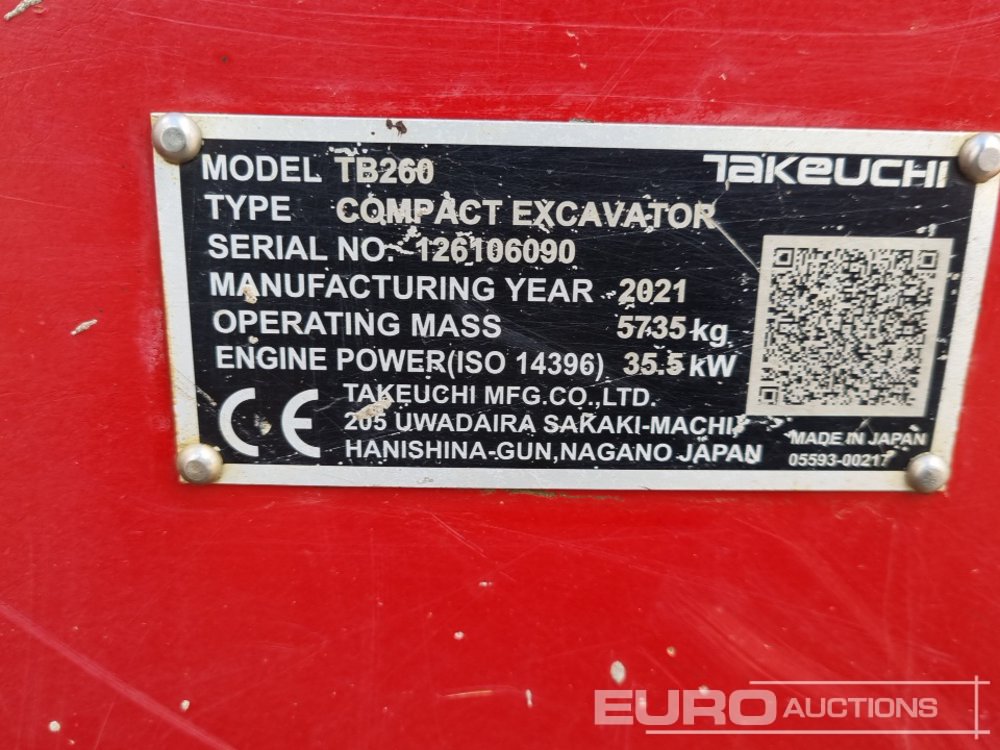 TAKEUCHI
MODEL TB260
TYPE COMPACT EXCAVATOR
SERIAL NO. 126106090
MANUFACTURING YEAR 2021
OPERATING MASS 5735 kg
ENGINE POWER(ISO 14396) 35.5 kW
CE
TAKEUCHI MFG.CO.,LTD.
205 UWADAIRA SAKAKI-MACHI
HANISHINA-GUN,NAGANO JAPAN
MADE IN JAPAN
05593-00217
EURO AUCTIONS